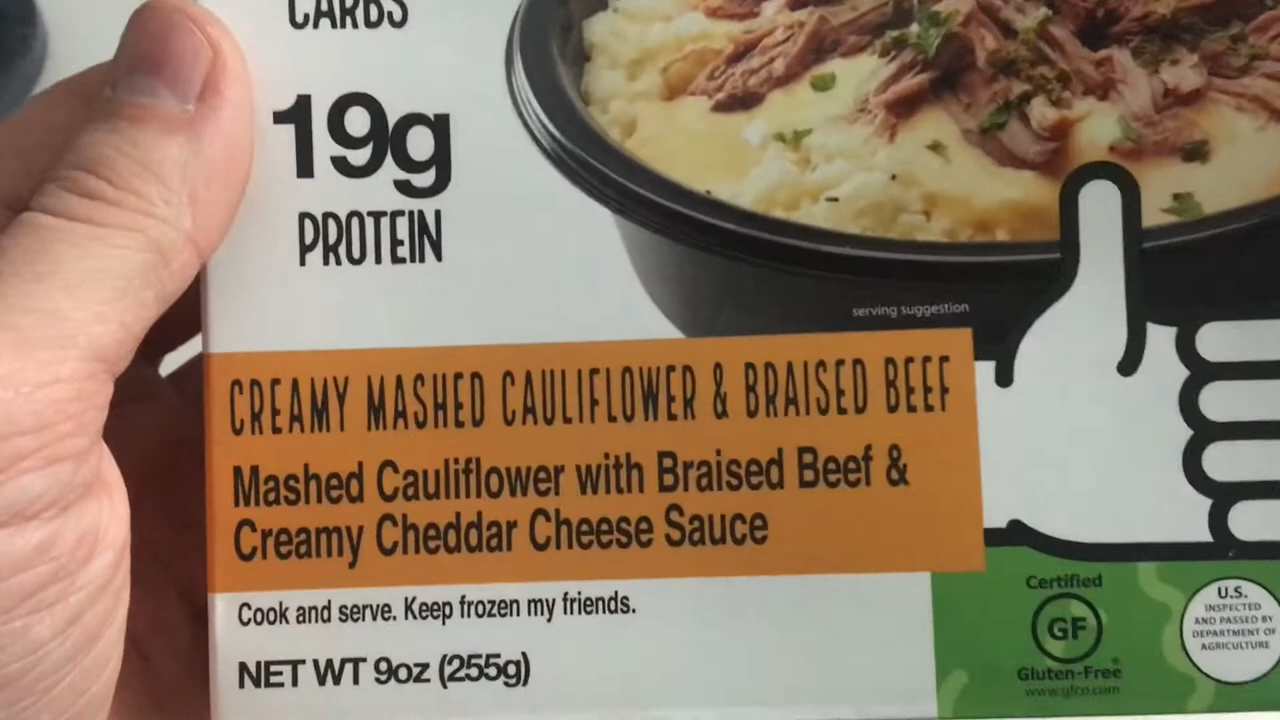 CARBS
19g
PROTEIN
serving suggestion
CREAMY MASHED CAULIFLOWER & BRAISED BEEF
Mashed Cauliflower with Braised Beef &
Creamy Cheddar Cheese Sauce
Cook and serve. Keep frozen my friends.
NET WT 9oz (255g)
Certified
GF
Gluten-Free®
www.gfco.com
U.S.
INSPECTED
AND PASSED BY
DEPARTMENT OF
AGRICULTURE